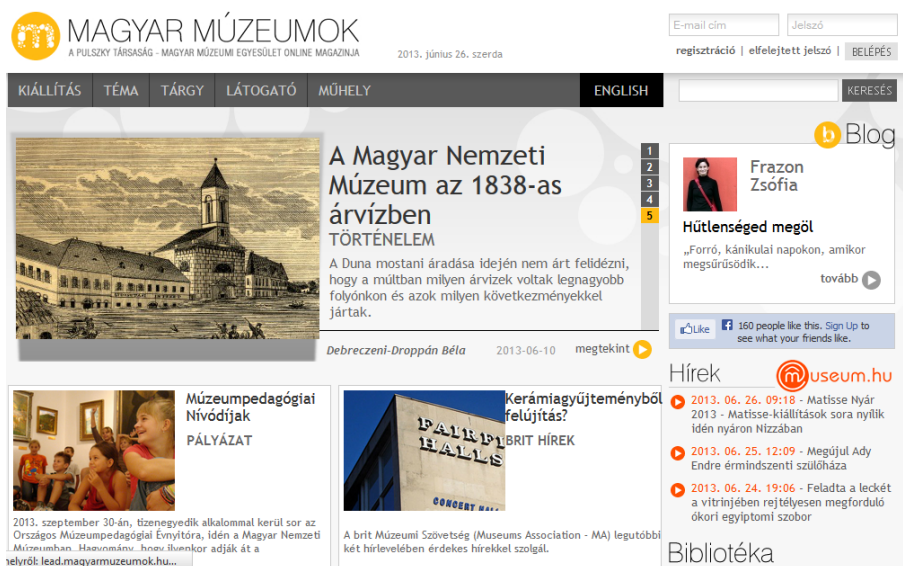 MAGYAR MÚZEUMOK
A PULSZKY TÁRSASÁG - MAGYAR MÚZEUMI EGYESÜLET ONLINE MAGAZINJA
2013. június 26. szerda
E-mail cím
Jelszó
regisztráció | elfelejtett jelszó | BELÉPÉS
KIÁLLÍTÁS TÉMA TÁRGY LÁTOGATÓ MŰHELY ENGLISH KERESÉS
A Magyar Nemzeti
Múzeum az 1838-as
árvízben
TÖRTÉNELEM
A Duna mostani áradása idején nem árt felidézni,
hogy a múltban milyen árvizek voltak legnagyobb
folyónkon és azok milyen következményekkel
jártak.
Debreczeni-Droppán Béla 2013-06-10 megtekint
1
2
3
4
5
b Blog
Frazon
Zsófia
Hűtlenséged megöl
„Forró, kánikulai napokon, amikor
megsűrűsödik...
tovább
Like 160 people like this. Sign Up to
see what your friends like.
Hírek museum.hu
2013. 06. 26. 09:18 - Matisse Nyár
2013 - Matisse-kiállítások sora nyílik
idén nyáron Nizzában
2013. 06. 25. 12:09 - Megújul Ady
Endre érmindszenti szülőháza
2013. 06. 24. 19:06 - Feladta a leckét
a vitrinjében rejtélyesen megforduló
ókori egyiptomi szobor
Bibliotéka
Múzeumpedagógiai
Nívódíjak
PÁLYÁZAT
2013. szeptember 30-án, tizenegyedik alkalommal kerül sor az
Országos Múzeumpedagógiai Évnyitóra, idén a Magyar Nemzeti
Múzeumban. Hagyomány, hogy ilyenkor adják át a
helyről: lead.magyarmuzeumok.hu...
FAIRFI
HALLS
CONCERT HALL
Kerámiagyűjteményből
felújítás?
BRIT HÍREK
A brit Múzeumi Szövetség (Museums Association - MA) legutóbbi
két hírlevelében érdekes hírekkel szolgál.